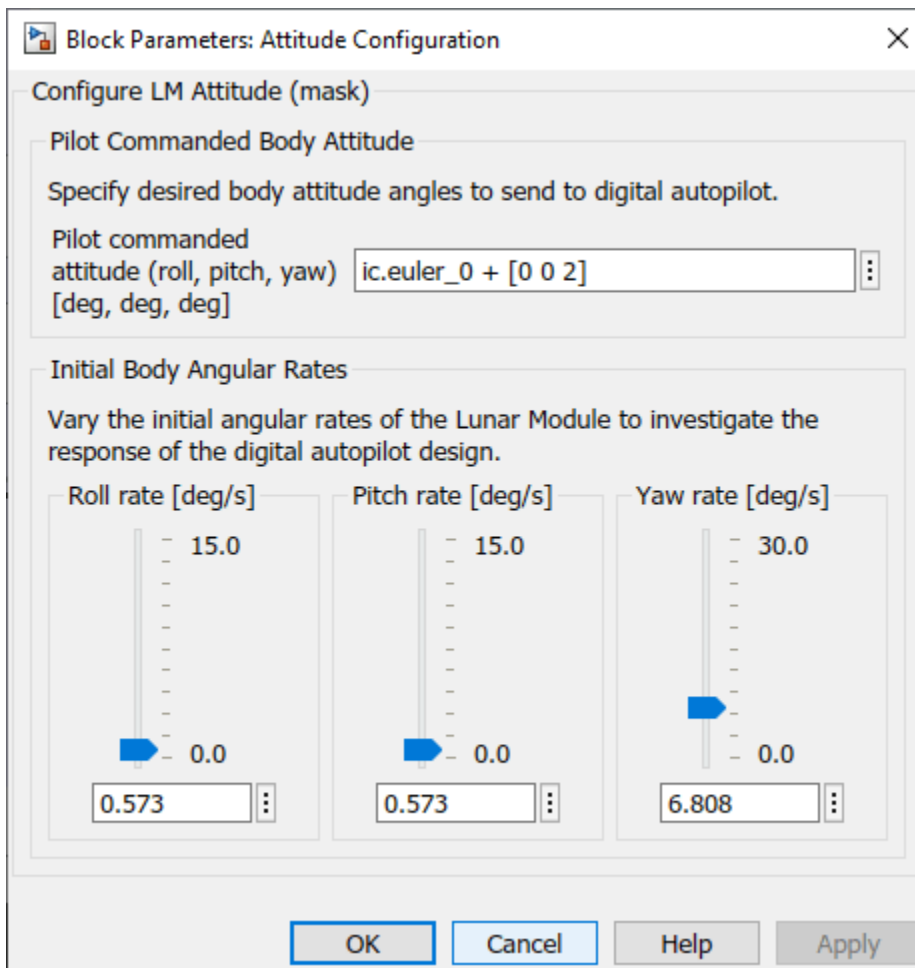 Block Parameters: Attitude Configuration
Configure LM Attitude (mask)
Pilot Commanded Body Attitude
Specify desired body attitude angles to send to digital autopilot.
Pilot commanded
attitude (roll, pitch, yaw)
[deg, deg, deg]
ic.euler_0 + [0 0 2]
Initial Body Angular Rates
Vary the initial angular rates of the Lunar Module to investigate the
response of the digital autopilot design.
Roll rate [deg/s]
15.0
0.0
0.573
Pitch rate [deg/s]
15.0
0.0
0.573
Yaw rate [deg/s]
30.0
0.0
6.808
OK
Cancel
Help
Apply